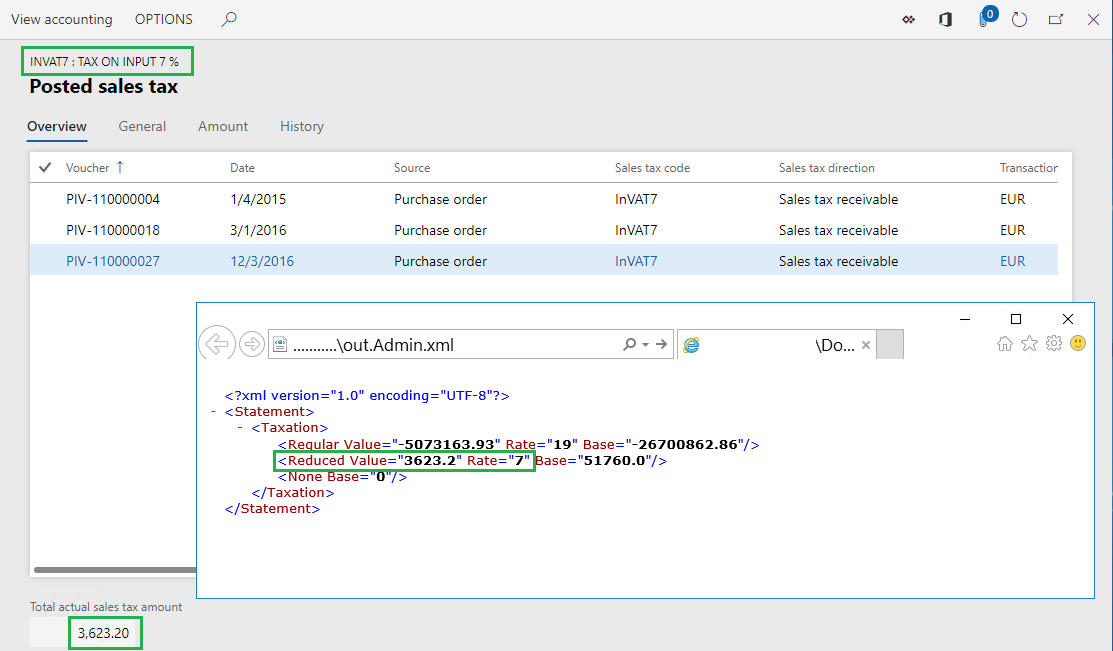 View accounting OPTIONS
0
INVAT7 : TAX ON INPUT 7 %
Posted sales tax
Overview General Amount History
Voucher ↑ Date Source Sales tax code Sales tax direction Transaction
PIV-110000004 1/4/2015 Purchase order InVAT7 Sales tax receivable EUR
PIV-110000018 3/1/2016 Purchase order InVAT7 Sales tax receivable EUR
PIV-110000027 12/3/2016 Purchase order InVAT7 Sales tax receivable EUR
...........\out.Admin.xml \Do...
<?xml version="1.0" encoding="UTF-8"?>
- <Statement>
- <Taxation>
<Regular Value="-5073163.93" Rate="19" Base="-26700862.86"/>
<Reduced Value="3623.2" Rate="7" Base="51760.0"/>
<None Base="0"/>
</Taxation>
</Statement>
Total actual sales tax amount
3,623.20